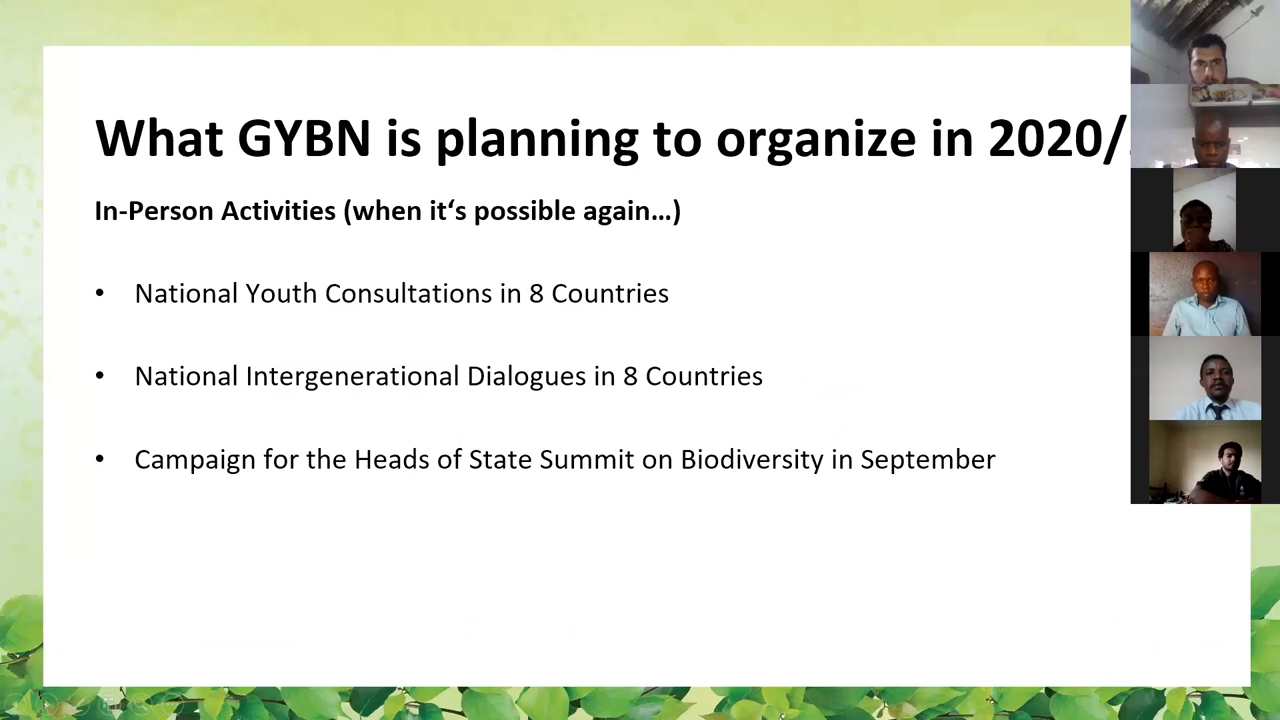 What GYBN is planning to organize in 2020/
In-Person Activities (when it‘s possible again…)
• National Youth Consultations in 8 Countries
• National Intergenerational Dialogues in 8 Countries
• Campaign for the Heads of State Summit on Biodiversity in September